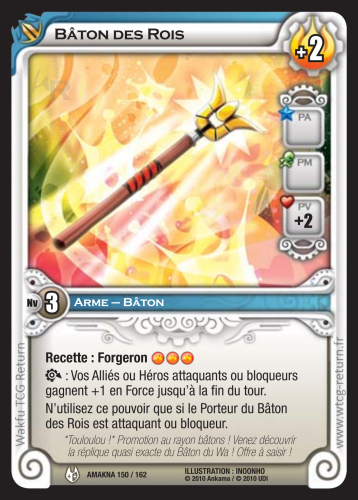 Bâton des Rois
+2
PA
PM
PV
+2
Nv 3
Arme – Bâton
Recette : Forgeron
: Vos Alliés ou Héros attaquants ou bloqueurs
gagnent +1 en Force jusqu'à la fin du tour.
N'utilisez ce pouvoir que si le Porteur du Bâton
des Rois est attaquant ou bloqueur.
"Touloulou !" Promotion au rayon bâtons ! Venez découvrir
la réplique quasi exacte du Bâton du Wa ! Offre à saisir !
AMAKNA 150 / 162
ILLUSTRATION : INOONHO
© 2010 Ankama / © 2010 UDI
Wakfu TCG Return
www.wtcg-return.fr